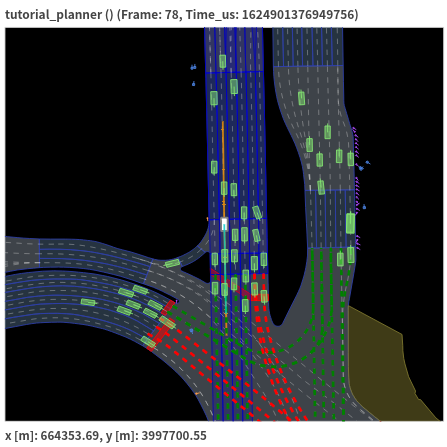 tutorial_planner () (Frame: 78, Time_us: 1624901376949756)
x [m]: 664353.69, y [m]: 3997700.55